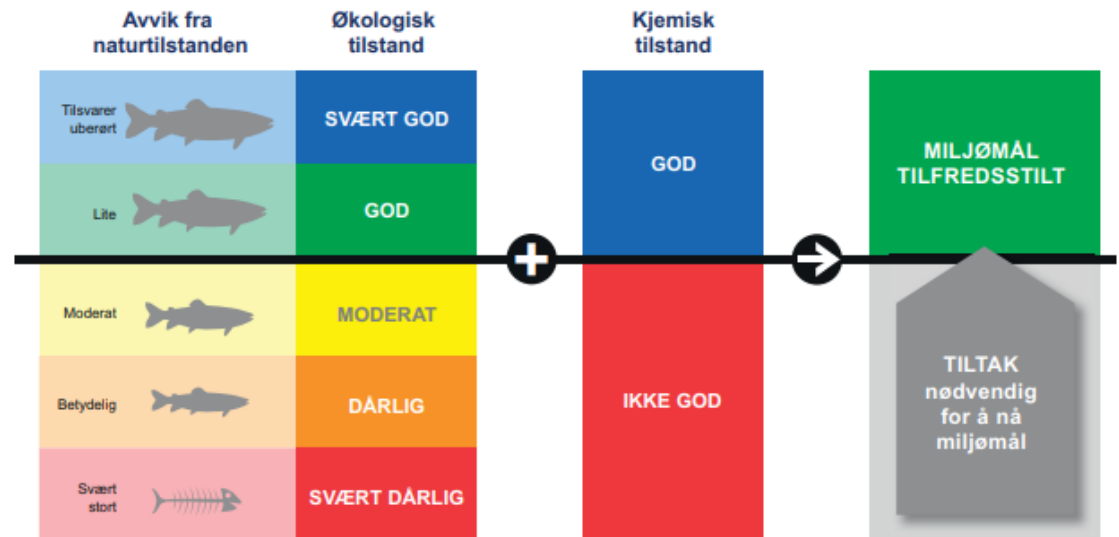 Avvik fra
naturtilstanden
Økologisk
tilstand
Kjemisk
tilstand
Tilsvarer
uberørt
SVÆRT GOD
GOD
MILJØMÅL
TILFREDSSTILT
Lite
GOD
Moderat
MODERAT
Betydelig
DÅRLIG
IKKE GOD
TILTAK
nødvendig
for å nå
miljømål
Svært
stort
SVÆRT DÅRLIG